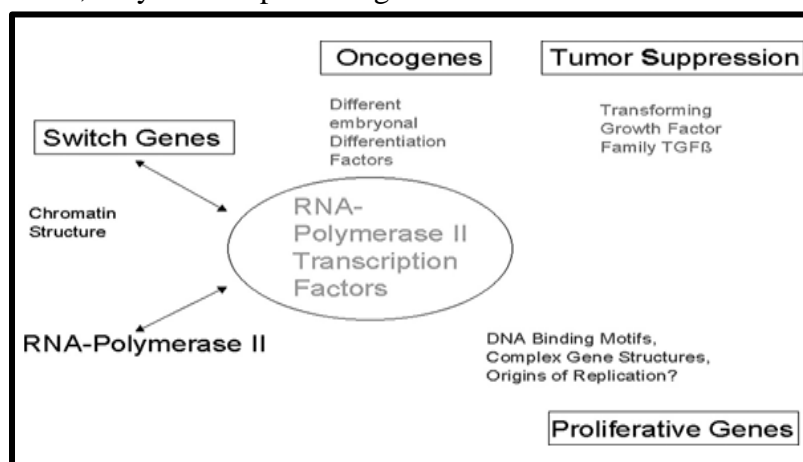 Oncogenes
Tumor Suppression
Different
embryonal
Differentiation
Factors
Transforming
Growth Factor
Family TGFß
Switch Genes
Chromatin
Structure
RNA-
Polymerase II
Transcription
Factors
RNA-Polymerase II
DNA Binding Motifs,
Complex Gene Structures,
Origins of Replication?
Proliferative Genes